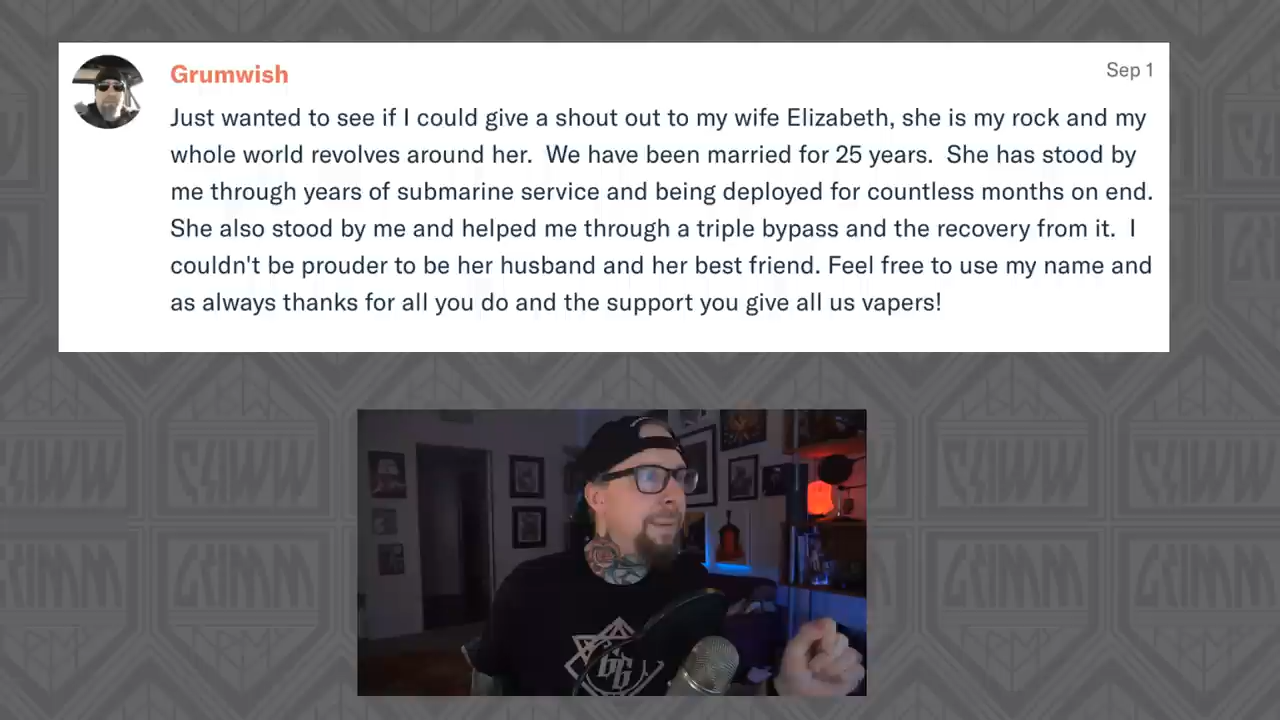 Grumwish
Sep 1
Just wanted to see if I could give a shout out to my wife Elizabeth, she is my rock and my
whole world revolves around her.  We have been married for 25 years.  She has stood by
me through years of submarine service and being deployed for countless months on end.
She also stood by me and helped me through a triple bypass and the recovery from it.  I
couldn't be prouder to be her husband and her best friend. Feel free to use my name and
as always thanks for all you do and the support you give all us vapers!